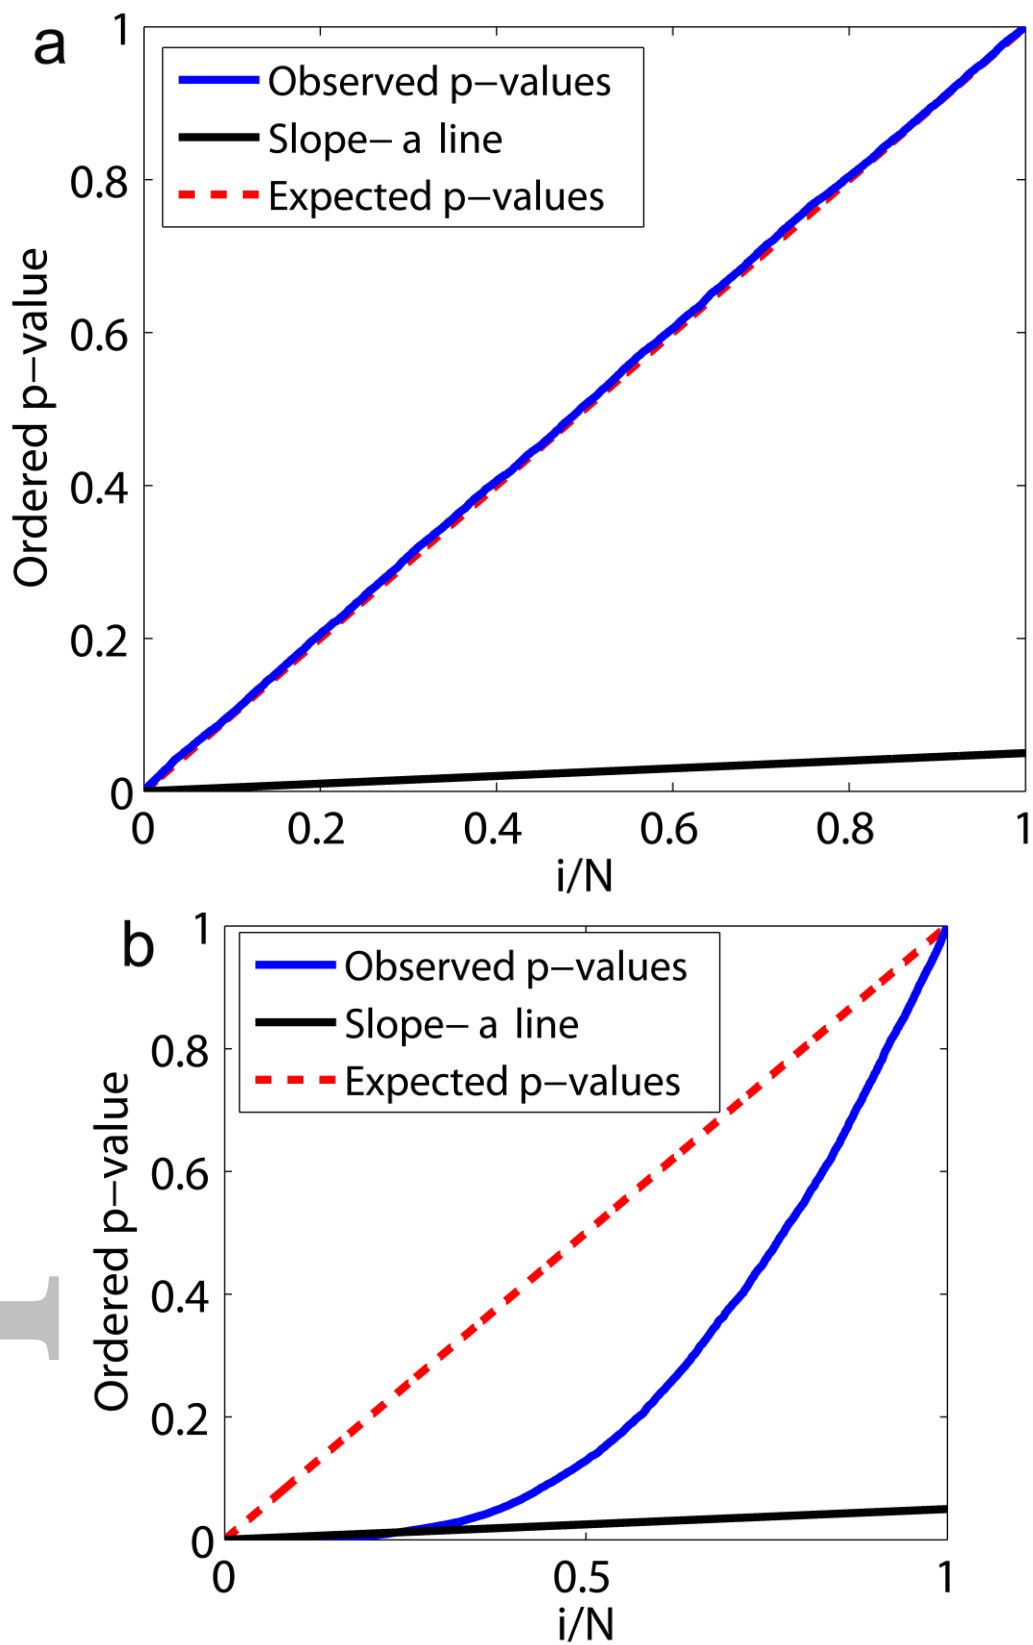 a
Observed p−values
Slope− a line
Expected p−values
Ordered p−value
1
0.8
0.6
0.4
0.2
0
0 0.2 0.4 0.6 0.8 1
i/N
b
Observed p−values
Slope− a line
Expected p−values
Ordered p−value
1
0.8
0.6
0.4
0.2
0
0 0.5 1
i/N